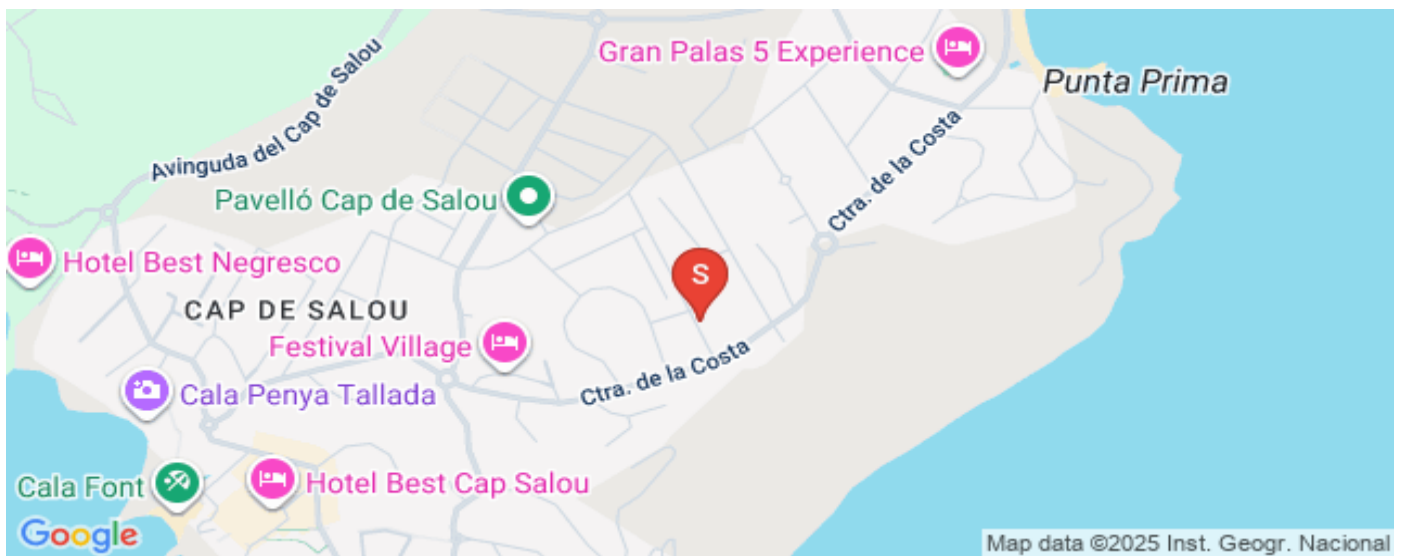 Gran Palas 5 Experience
Punta Prima
Avinguda del Cap de Salou
Ctra. de la Costa
Pavelló Cap de Salou
Hotel Best Negresco
S
CAP DE SALOU
Festival Village
Ctra. de la Costa
Cala Penya Tallada
Cala Font
Hotel Best Cap Salou
Google
Map data ©2025 Inst. Geogr. Nacional